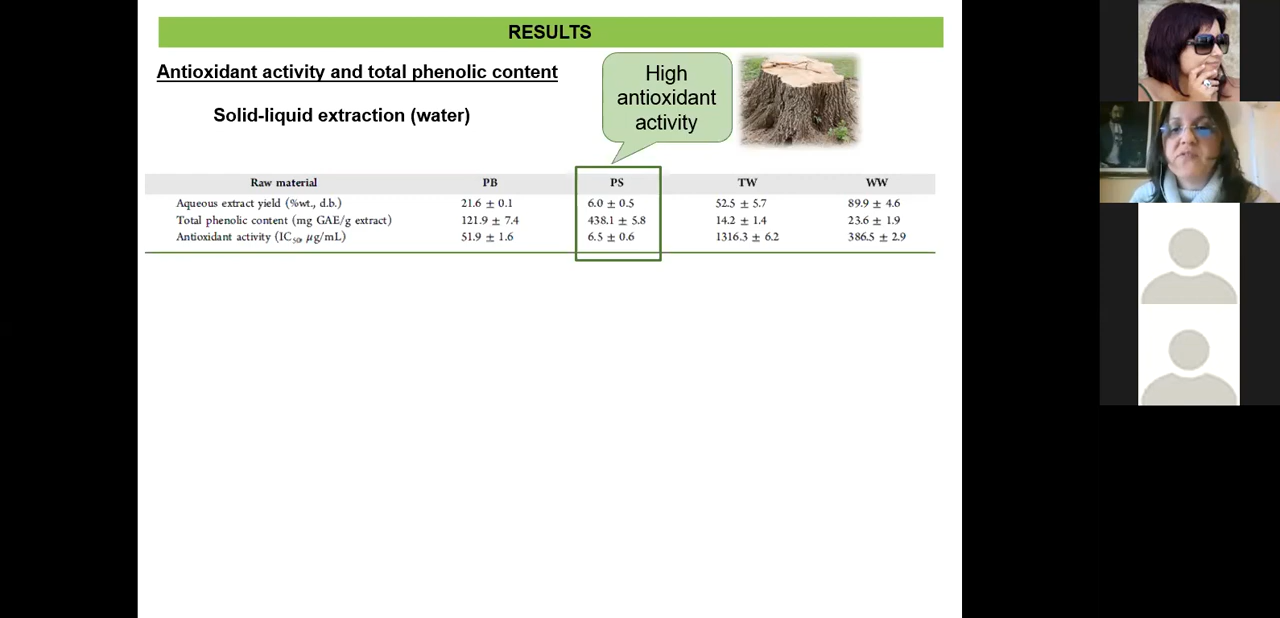 RESULTS
Antioxidant activity and total phenolic content
Solid-liquid extraction (water)
High
antioxidant
activity
Raw material PB PS TW WW
Aqueous extract yield (%wt., d.b.) 21.6 ± 0.1 6.0 ± 0.5 52.5 ± 5.7 89.9 ± 4.6
Total phenolic content (mg GAE/g extract) 121.9 ± 7.4 438.1 ± 5.8 14.2 ± 1.4 23.6 ± 1.9
Antioxidant activity (IC50, μg/mL) 51.9 ± 1.6 6.5 ± 0.6 1316.3 ± 6.2 386.5 ± 2.9